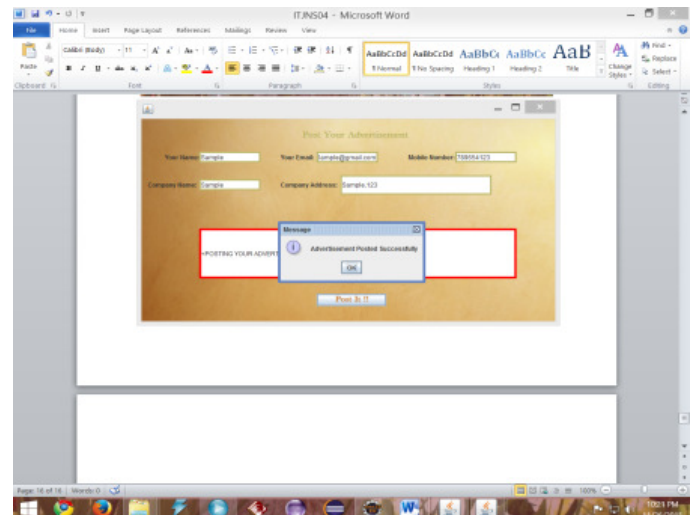 ITJNS04 - Microsoft Word
File Home Insert Page Layout References Mailings Review View
Paste
Calibri (Body) 11
AaBbCcDd AaBbCcDd AaBbCc AaBbCc AaB
¶ Normal ¶ No Spacing Heading 1 Heading 2 Title
Change Styles
Find
Replace
Select
Clipboard Font Paragraph Styles Editing
Post Your Advertisement
Your Name: Sample Your Email: Sample@gmail.com Mobile Number:
Company Name: Sample Company Address: Sample,123
Message
Advertisement Posted Successfully
OK
POSTING YOUR ADVERT
Post It !!
Page: 16 of 16 Words: 0 100%
10:21 PM